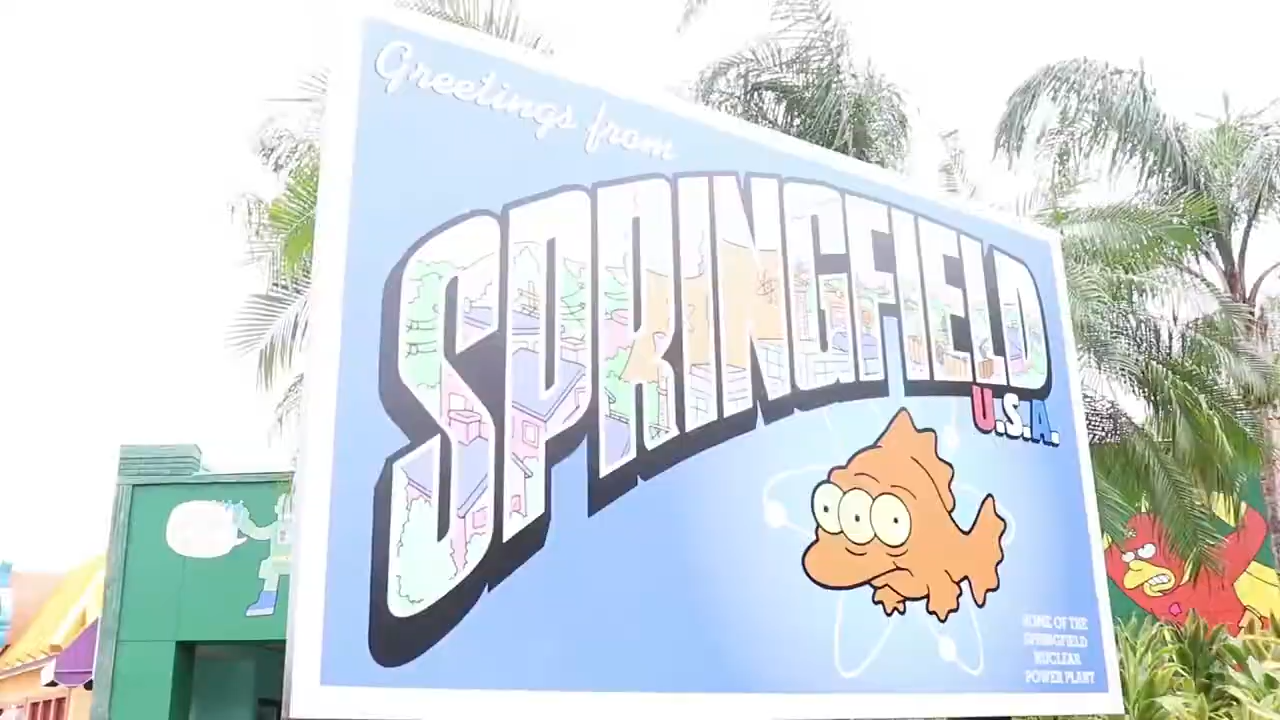 Greetings from
SPRINGFIELD
U.S.A.
HOME OF THE
SPRINGFIELD
NUCLEAR
POWER PLANT